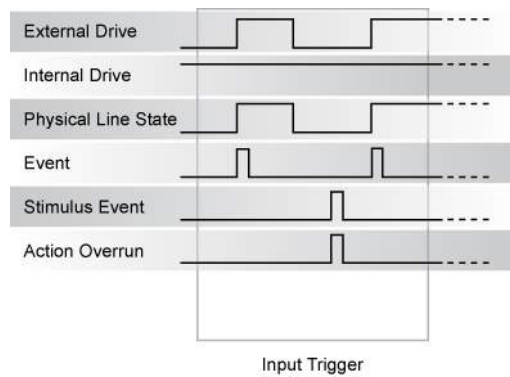 External Drive
Internal Drive
Physical Line State
Event
Stimulus Event
Action Overrun
Input Trigger